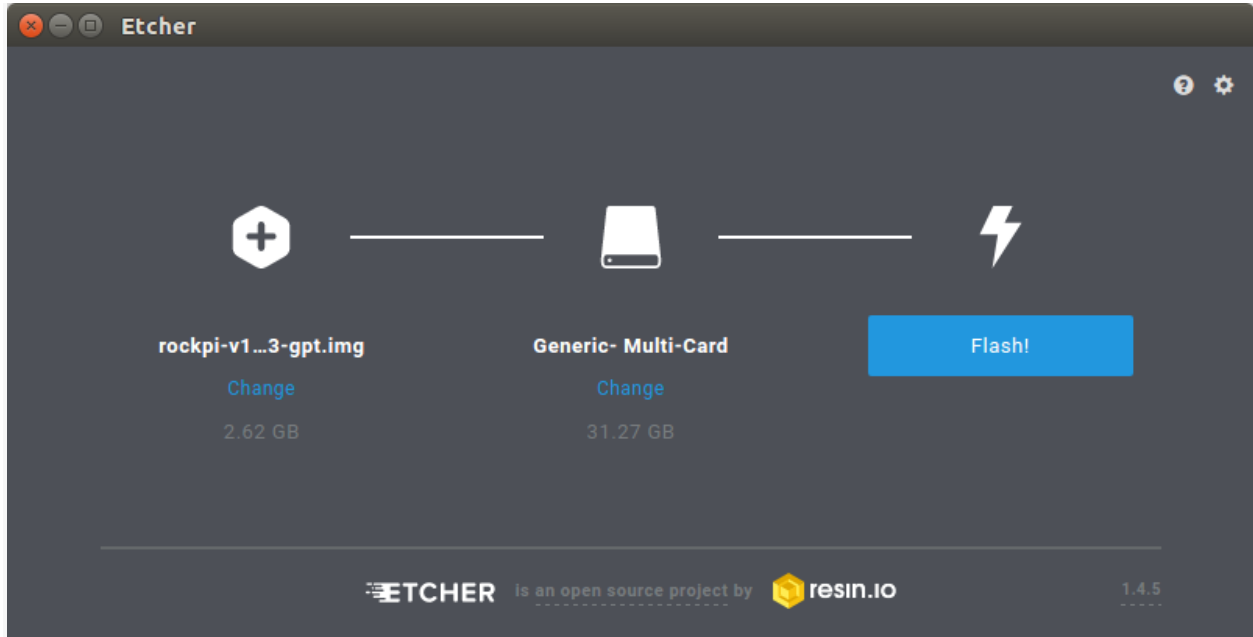 Etcher
rockpi-v1...3-gpt.img
Generic- Multi-Card
Flash!
Change
Change
2.62 GB
31.27 GB
ETCHER is an open source project by resin.io
1.4.5